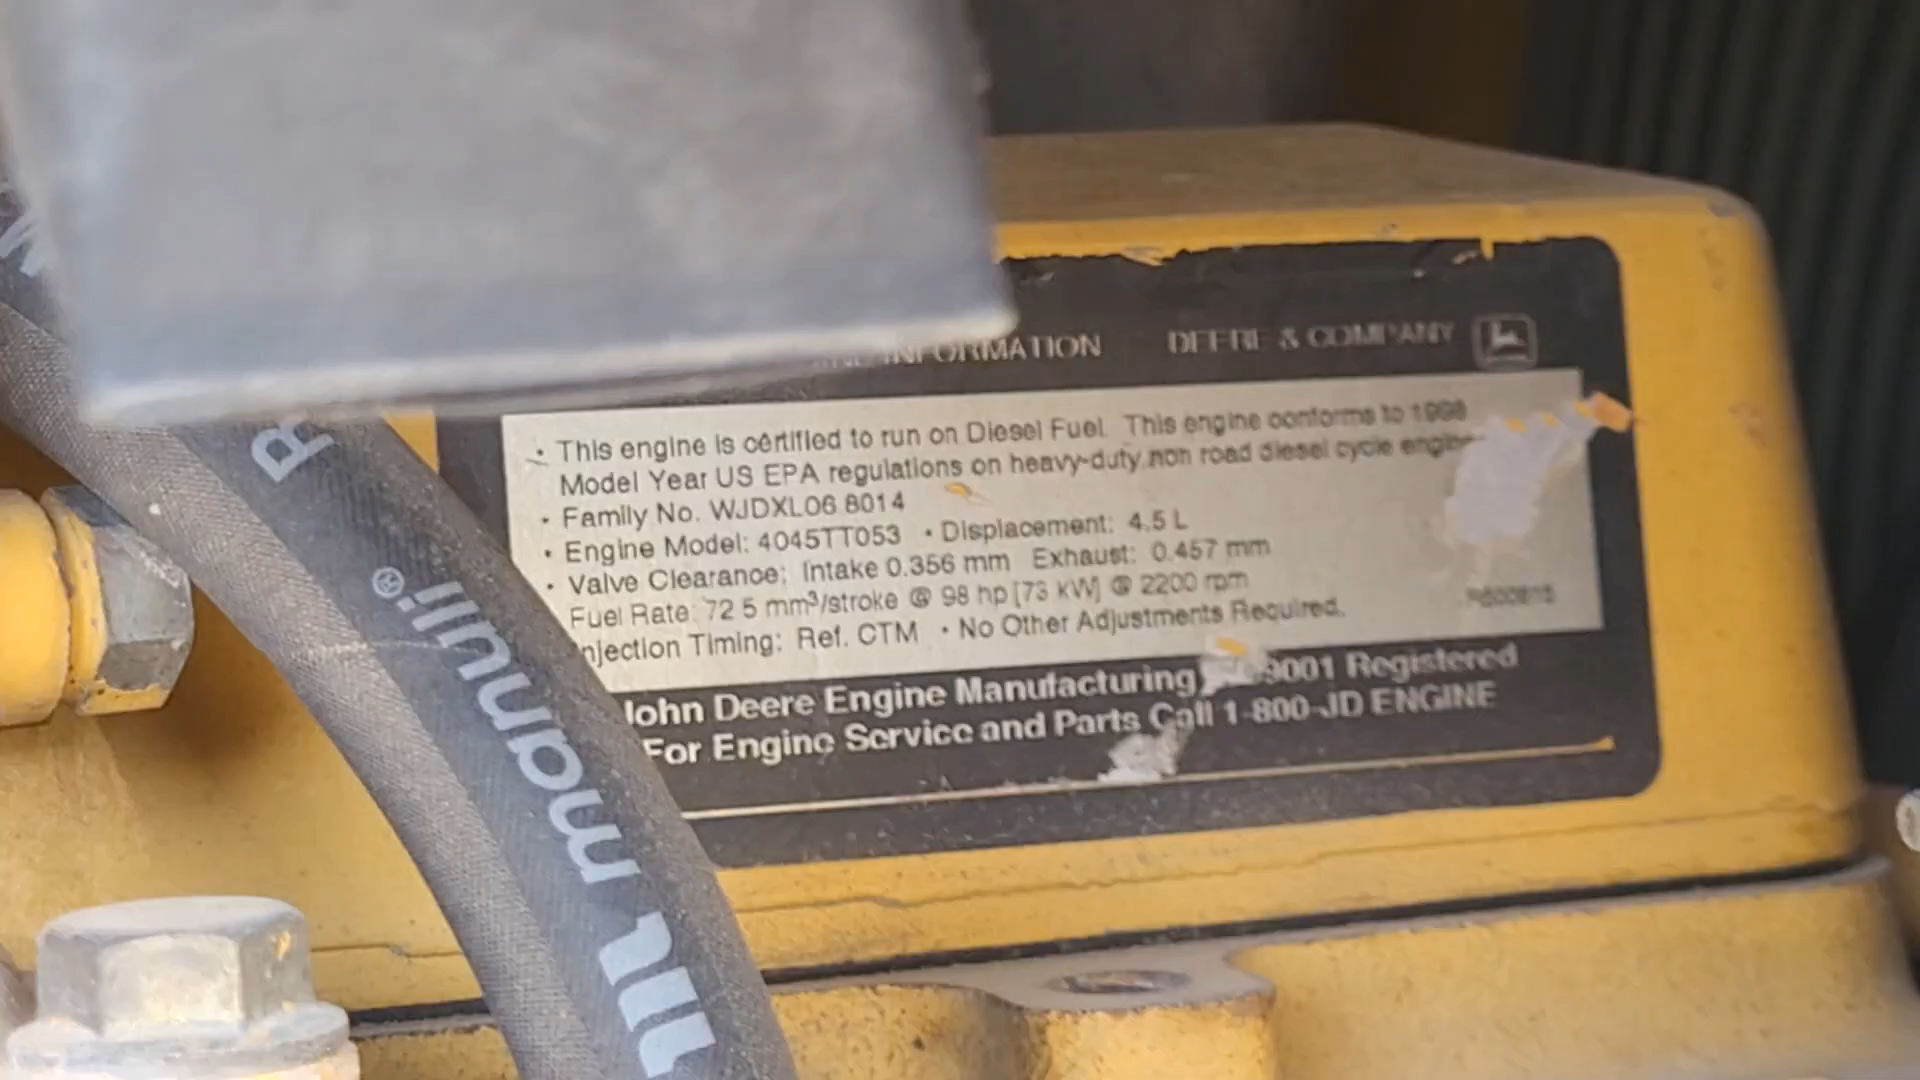 INFORMATION DEERE & COMPANY
• This engine is certified to run on Diesel Fuel. This engine conforms to 1998
Model Year US EPA regulations on heavy-duty non road diesel cycle engine
• Family No. WJDXL06.8014
• Engine Model: 4045TT053 • Displacement: 4.5 L
• Valve Clearance: Intake 0.356 mm Exhaust: 0.457 mm
Fuel Rate: 72.5 mm³/stroke @ 98 hp [73 KW] @ 2200 rpm
Injection Timing: Ref. CTM • No Other Adjustments Required.
John Deere Engine Manufacturing 9001 Registered
For Engine Service and Parts Call 1-800-JD ENGINE
R
manuli®